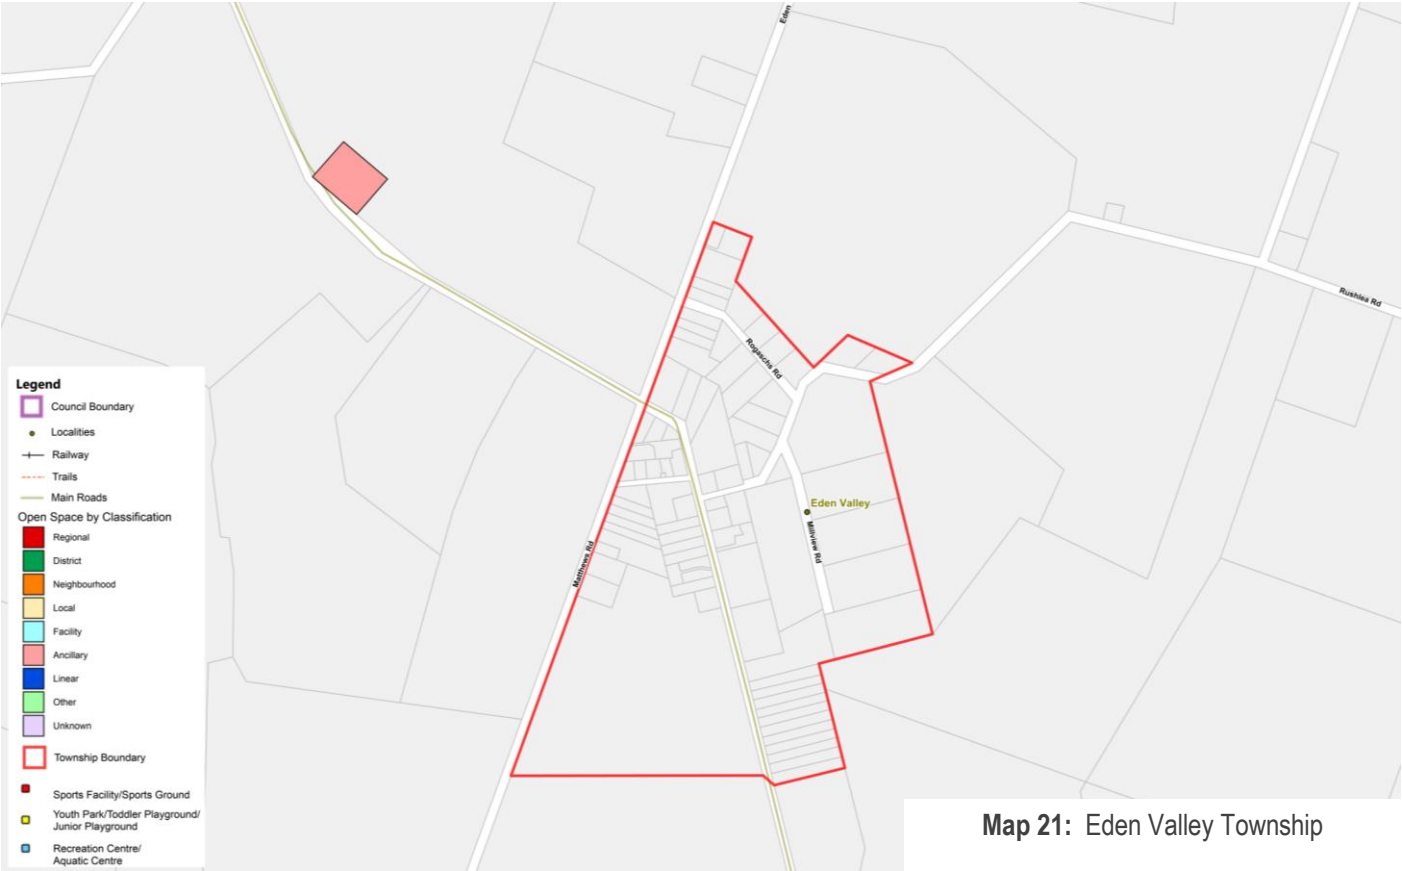 Eden
Rushlea Rd
Rogaschs Rd
Eden Valley
Millview Rd
Matthews Rd
Legend
Council Boundary
Localities
Railway
Trails
Main Roads
Open Space by Classification
Regional
District
Neighbourhood
Local
Facility
Ancillary
Linear
Other
Unknown
Township Boundary
Sports Facility/Sports Ground
Youth Park/Toddler Playground/
Junior Playground
Recreation Centre/
Aquatic Centre
Map 21: Eden Valley Township